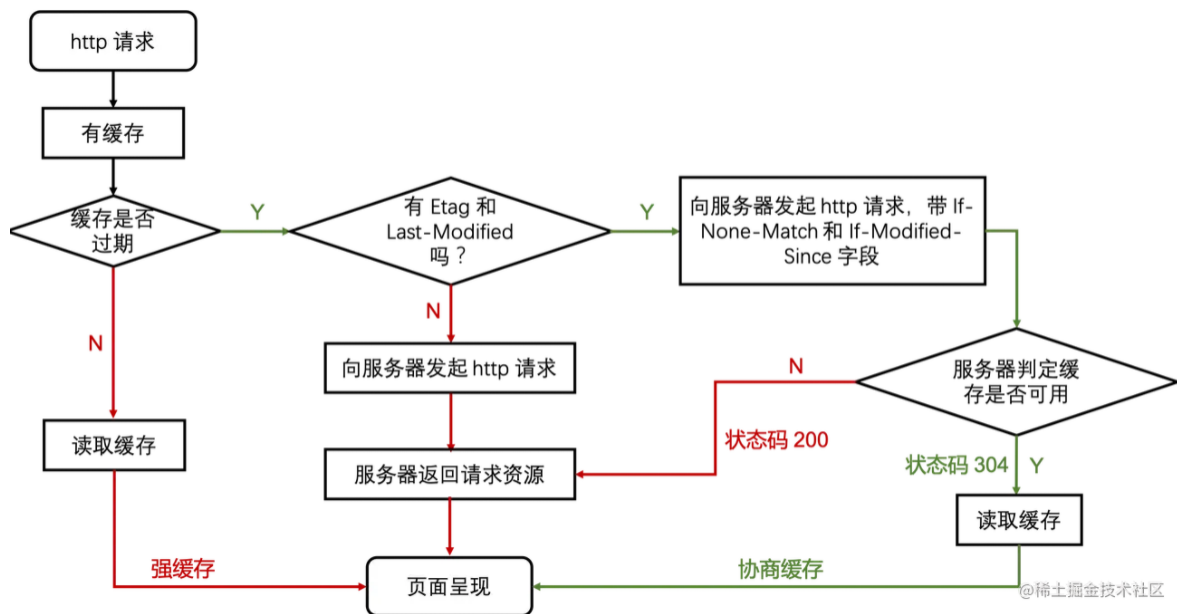 http 请求
有缓存
缓存是否
过期
Y
有 Etag 和
Last-Modified
吗？
Y
向服务器发起 http 请求，带 If-
None-Match 和 If-Modified-
Since 字段
N
N
向服务器发起 http 请求
N
服务器判定缓
存是否可用
读取缓存
状态码 200
服务器返回请求资源
状态码 304
Y
读取缓存
强缓存
页面呈现
协商缓存
@稀土掘金技术社区